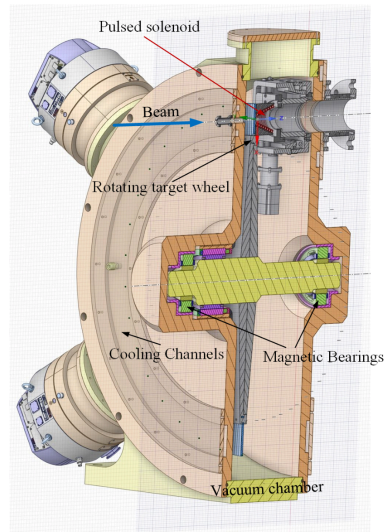 Pulsed solenoid
Beam
Rotating target wheel
Cooling Channels
Magnetic Bearings
Vacuum chamber